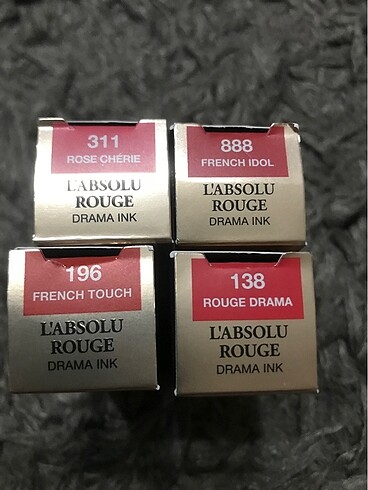 311
ROSE CHÉRIE
L'ABSOLU
ROUGE
DRAMA INK
888
FRENCH IDOL
L'ABSOLU
ROUGE
DRAMA INK
196
FRENCH TOUCH
L'ABSOLU
ROUGE
DRAMA INK
138
ROUGE DRAMA
L'ABSOLU
ROUGE
DRAMA INK